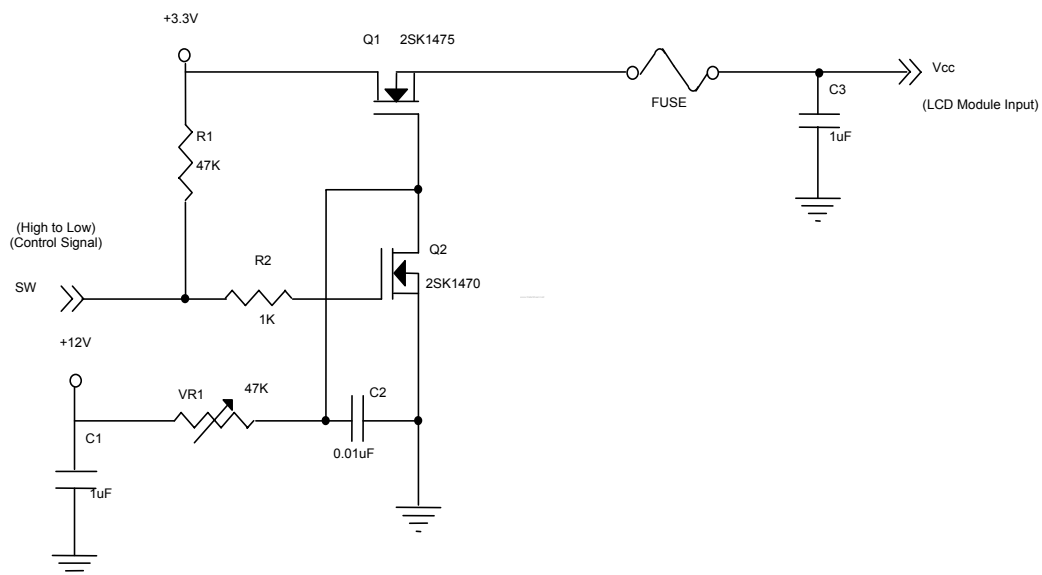 +3.3V
Q1 2SK1475
Vcc
(LCD Module Input)
FUSE
C3
1uF
R1
47K
(High to Low)
(Control Signal)
SW
R2
1K
Q2
2SK1470
+12V
VR1
47K
C2
0.01uF
C1
1uF